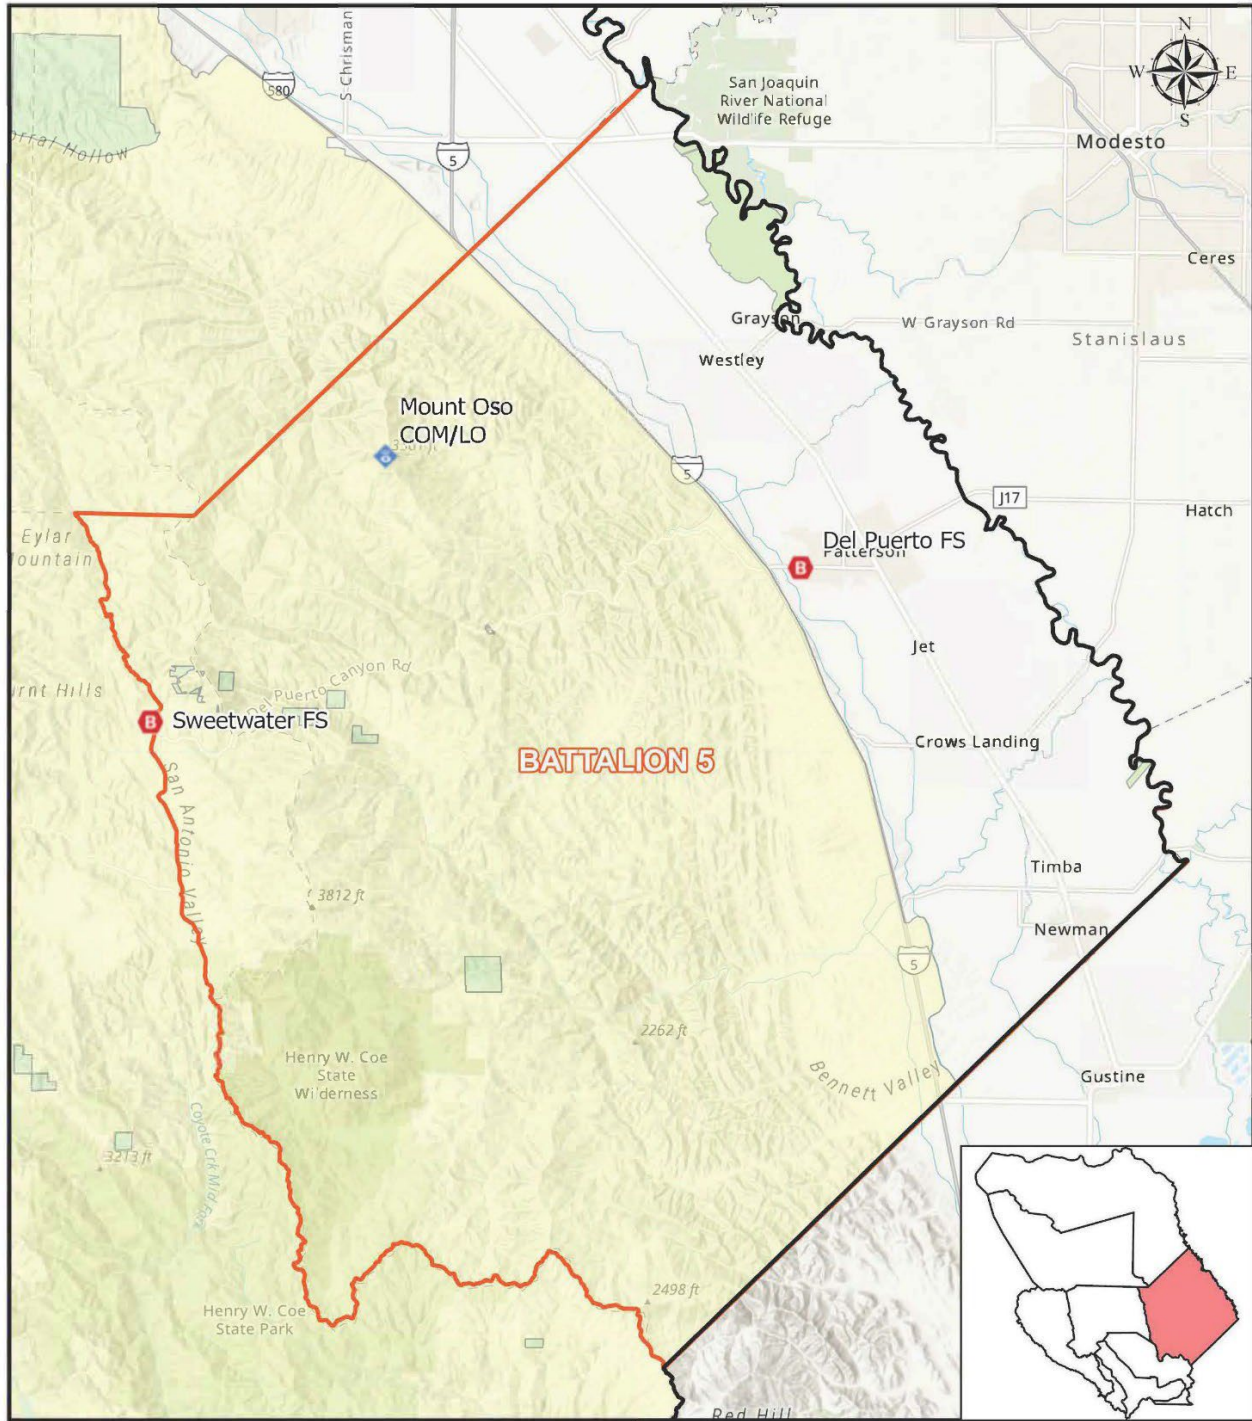 N
W E
S
580
S Chrisman
5
San Joaquin
River National
Wildlife Refuge
Modesto
Hollow
Ceres
Grayson
W Grayson Rd
Stanislaus
Westley
Mount Oso
COM/LO
5
J17
Hatch
Eylar
Del Puerto FS
Patterson
B
Jet
Del Puerto Canyon Rd
B
Sweetwater FS
Crows Landing
BATTALION 5
San Antonio Valley
Timba
3812 ft
Newman
5
2262 ft
Henry W. Coe
State
Wilderness
Bennett Valley
Gustine
Coyote Crk Mid Fork
3213 ft
2498 ft
Henry W. Coe
State Park
Red Hill